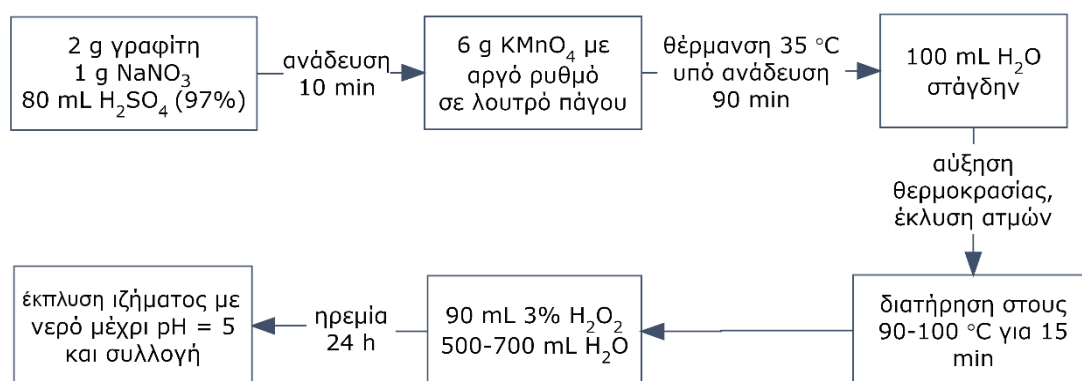 2 g γραφίτη
1 g NaNO₃
80 mL H₂SO₄ (97%)
ανάδευση
10 min
6 g KMnO₄ με
αργό ρυθμό
σε λουτρό πάγου
θέρμανση 35 °C
υπό ανάδευση
90 min
100 mL H₂O
στάγδην
αύξηση
θερμοκρασίας,
έκλυση ατμών
διατήρηση στους
90-100 °C για 15
min
90 mL 3% H₂O₂
500-700 mL H₂O
ηρεμία
24 h
έκπλυση ιζήματος με
νερό μέχρι pH = 5
και συλλογή